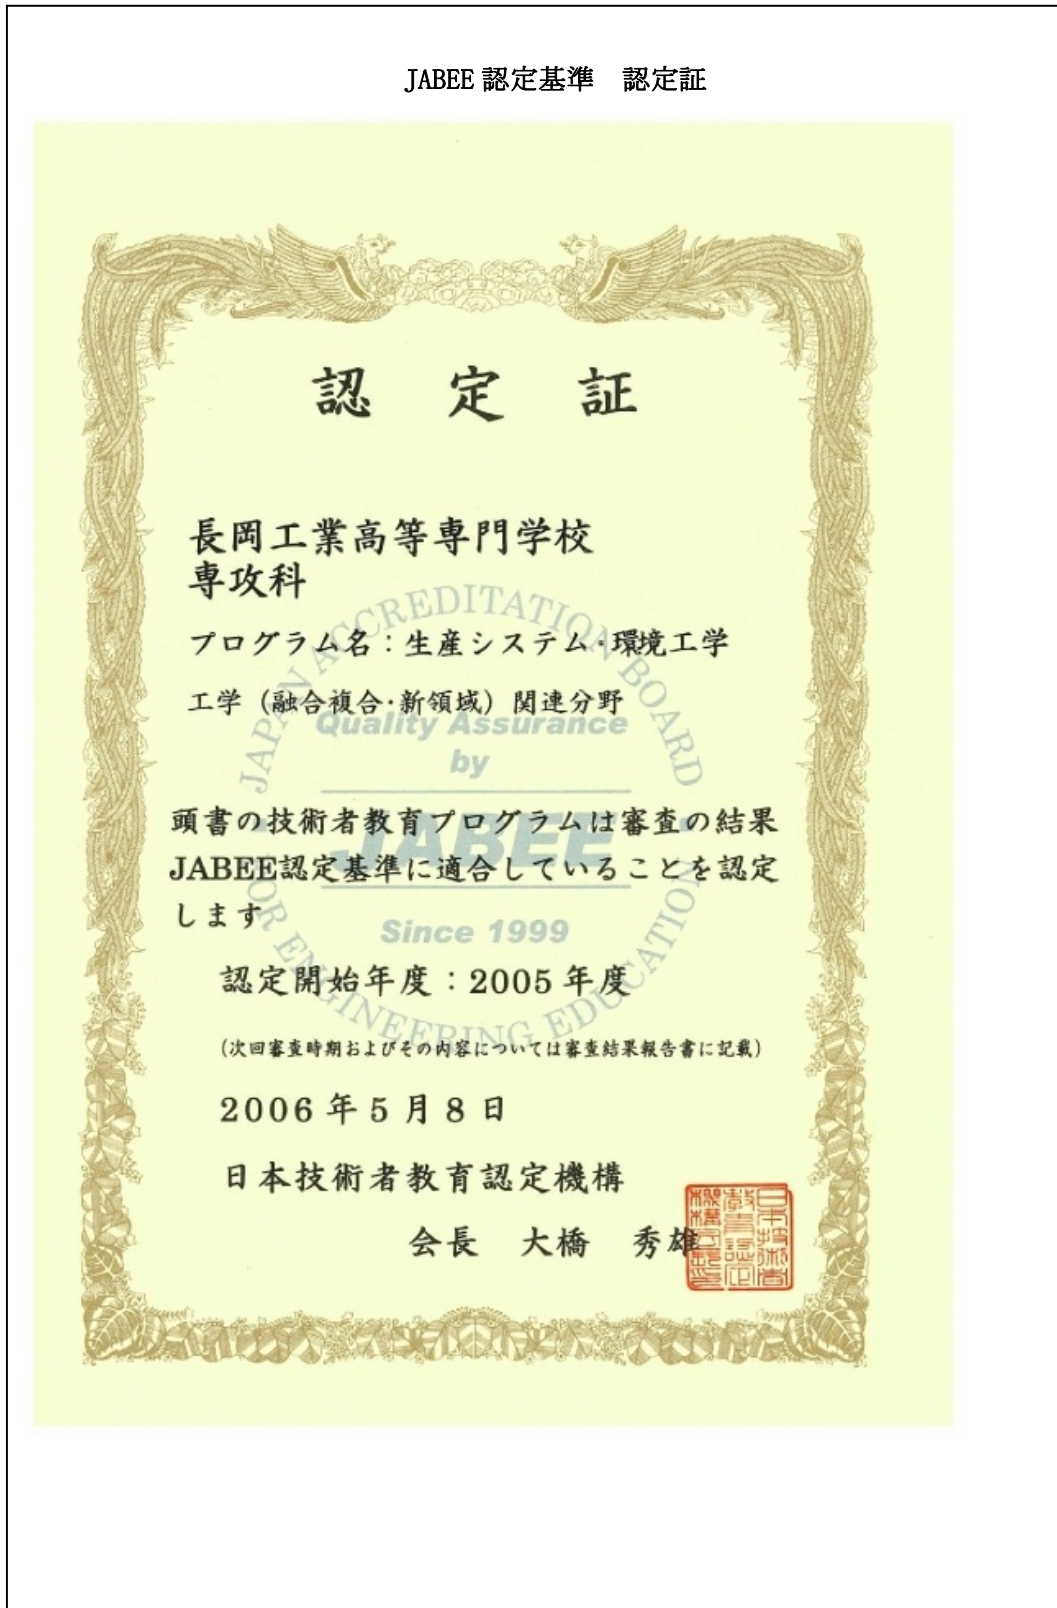 JABEE 認定基準　認定証
認 定 証
長岡工業高等専門学校
専攻科
プログラム名：生産システム・環境工学
工学（融合複合・新領域）関連分野
頭書の技術者教育プログラムは審査の結果
JABEE認定基準に適合していることを認定
します
認定開始年度：2005 年度
(次回審査時期およびその内容については審査結果報告書に記載)
2006 年 5 月 8 日
日本技術者教育認定機構
会長　大橋　秀雄
JAPAN ACCREDITATION BOARD
Quality Assurance
by
JABEE
Since 1999
FOR ENGINEERING EDUCATION